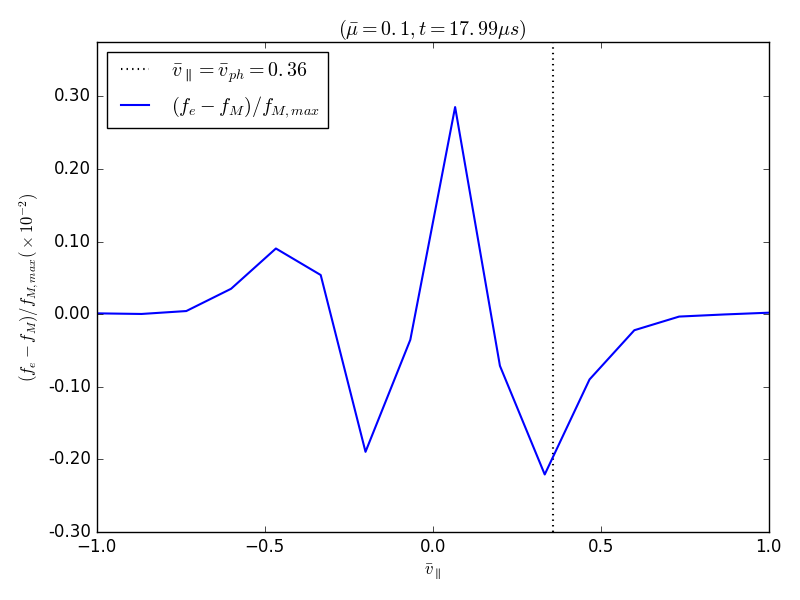 (μ̄ = 0.1, t = 17.99μs)
v̄∥ = v̄ph = 0.36
(fe − fM)/fM,max
(fe − fM)/fM,max(×10⁻²)
0.30
0.20
0.10
0.00
-0.10
-0.20
-0.30
−1.0 −0.5 0.0 0.5 1.0
v̄∥